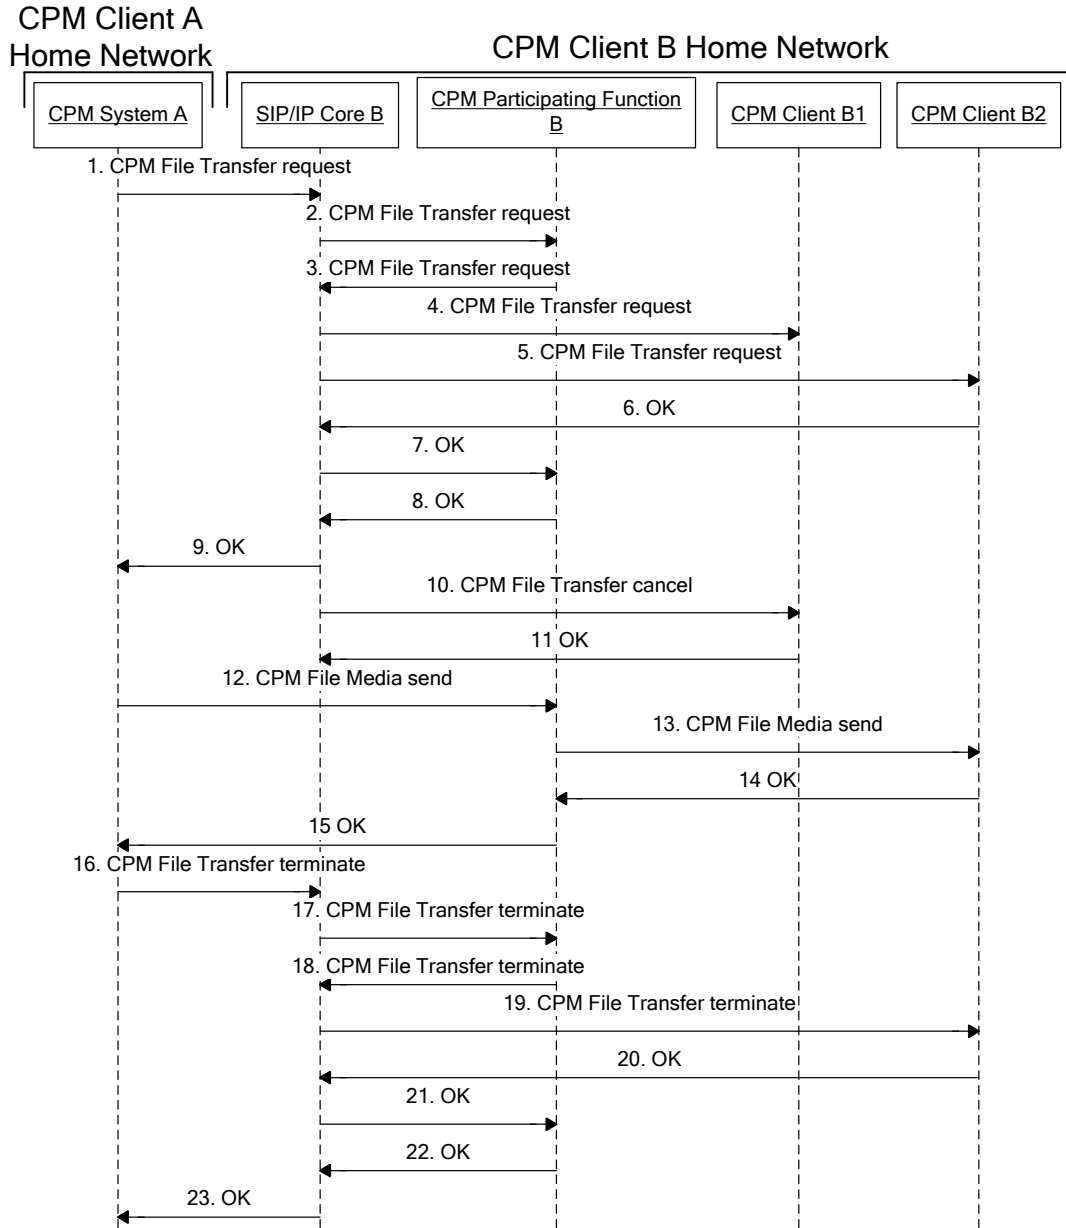 CPM Client A
Home Network
CPM Client B Home Network
CPM System A
SIP/IP Core B
CPM Participating Function
B
CPM Client B1
CPM Client B2
1. CPM File Transfer request
2. CPM File Transfer request
3. CPM File Transfer request
4. CPM File Transfer request
5. CPM File Transfer request
6. OK
7. OK
8. OK
9. OK
10. CPM File Transfer cancel
11 OK
12. CPM File Media send
13. CPM File Media send
14 OK
15 OK
16. CPM File Transfer terminate
17. CPM File Transfer terminate
18. CPM File Transfer terminate
19. CPM File Transfer terminate
20. OK
21. OK
22. OK
23. OK